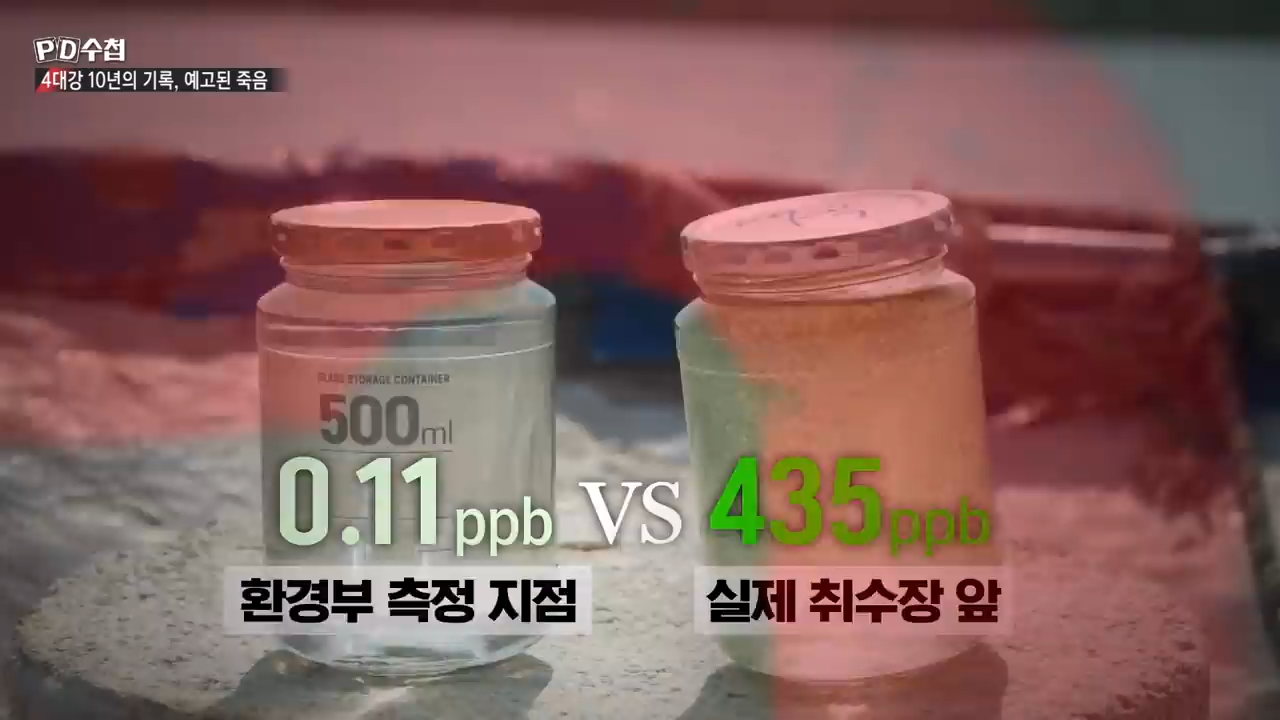 PD수첩
4대강 10년의 기록, 예고된 죽음
GLASS STORAGE CONTAINER
500ml
0.11ppb VS 435ppb
환경부 측정 지점
실제 취수장 앞